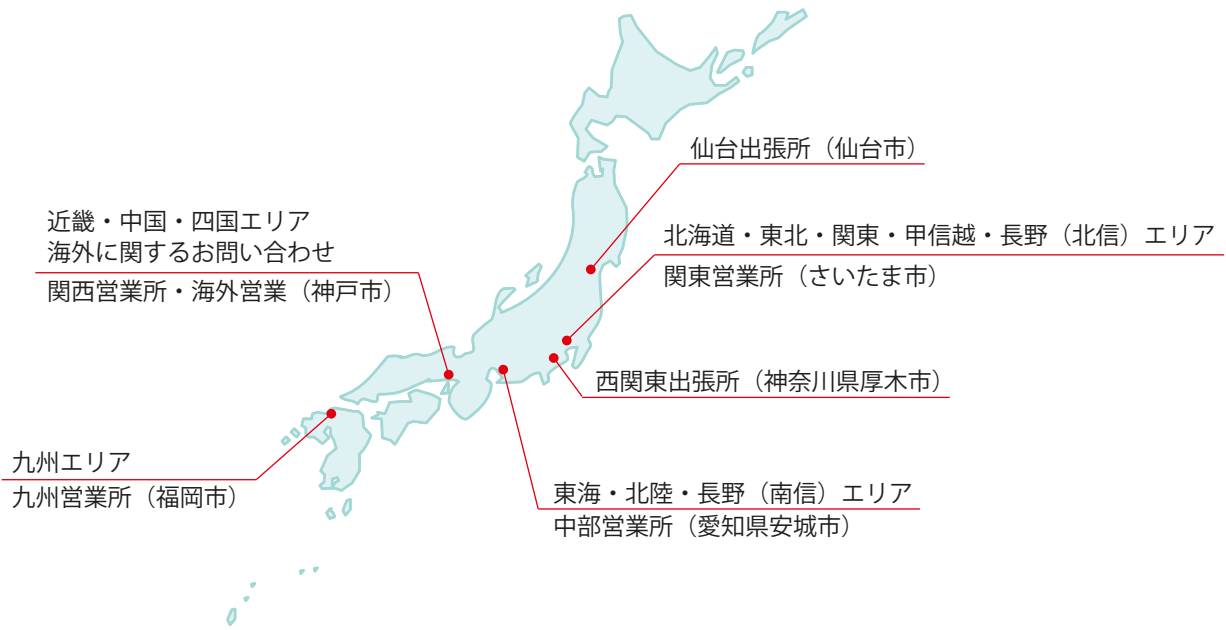 仙台出張所（仙台市）
近畿・中国・四国エリア
海外に関するお問い合わせ
関西営業所・海外営業（神戸市）
北海道・東北・関東・甲信越・長野（北信）エリア
関東営業所（さいたま市）
西関東出張所（神奈川県厚木市）
九州エリア
九州営業所（福岡市）
東海・北陸・長野（南信）エリア
中部営業所（愛知県安城市）